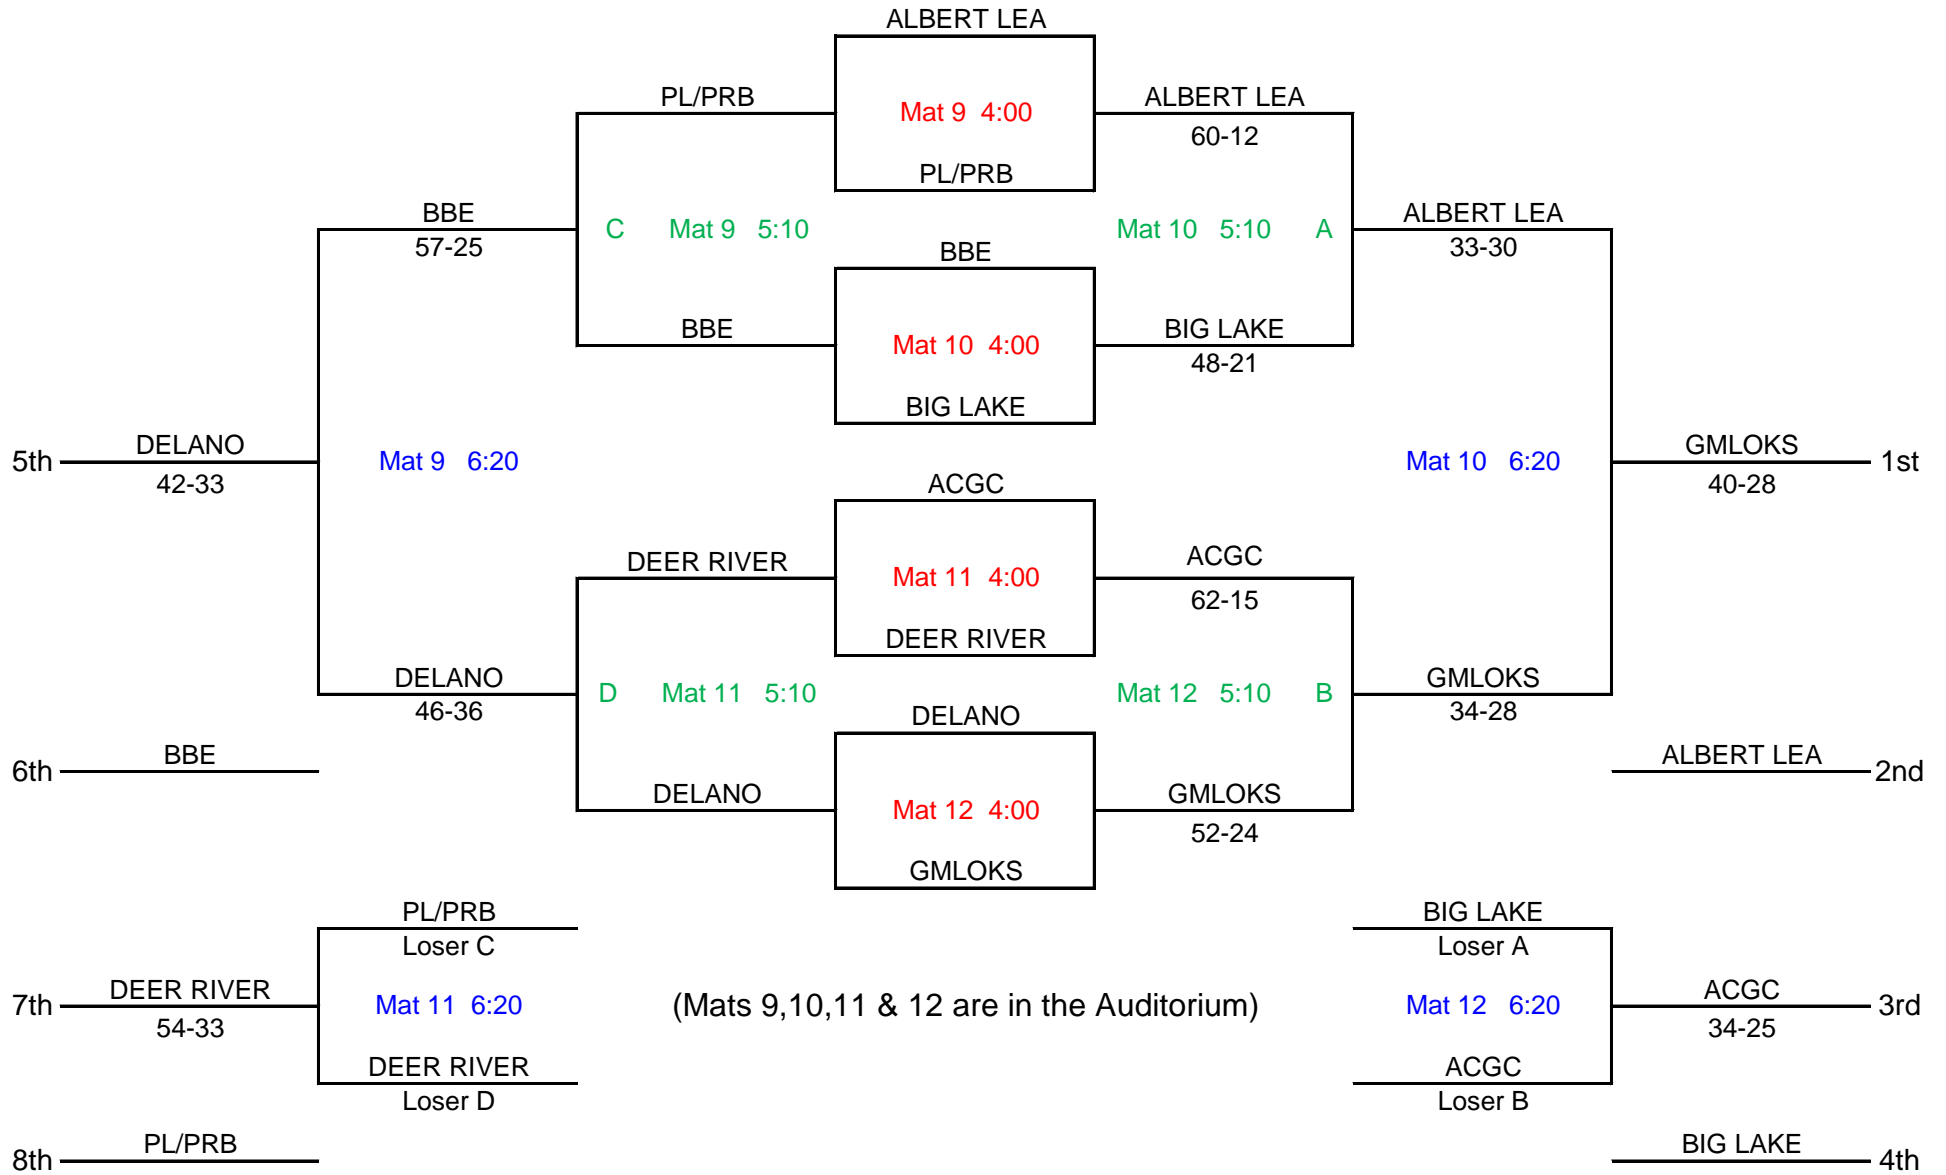 ALBERT LEA
PL/PRB
Mat 9 4:00
ALBERT LEA
60-12
PL/PRB
BBE
57-25
C Mat 9 5:10
Mat 10 5:10 A
ALBERT LEA
33-30
BBE
BBE
Mat 10 4:00
BIG LAKE
48-21
BIG LAKE
5th
DELANO
42-33
Mat 9 6:20
Mat 10 6:20
GMLOKS
40-28
1st
ACGC
DEER RIVER
Mat 11 4:00
ACGC
62-15
DEER RIVER
DELANO
46-36
D Mat 11 5:10
Mat 12 5:10 B
GMLOKS
34-28
DELANO
6th
BBE
ALBERT LEA
2nd
DELANO
Mat 12 4:00
GMLOKS
52-24
GMLOKS
PL/PRB
Loser C
BIG LAKE
Loser A
7th
DEER RIVER
54-33
Mat 11 6:20
(Mats 9,10,11 & 12 are in the Auditorium)
Mat 12 6:20
ACGC
34-25
3rd
DEER RIVER
Loser D
ACGC
Loser B
8th
PL/PRB
BIG LAKE
4th